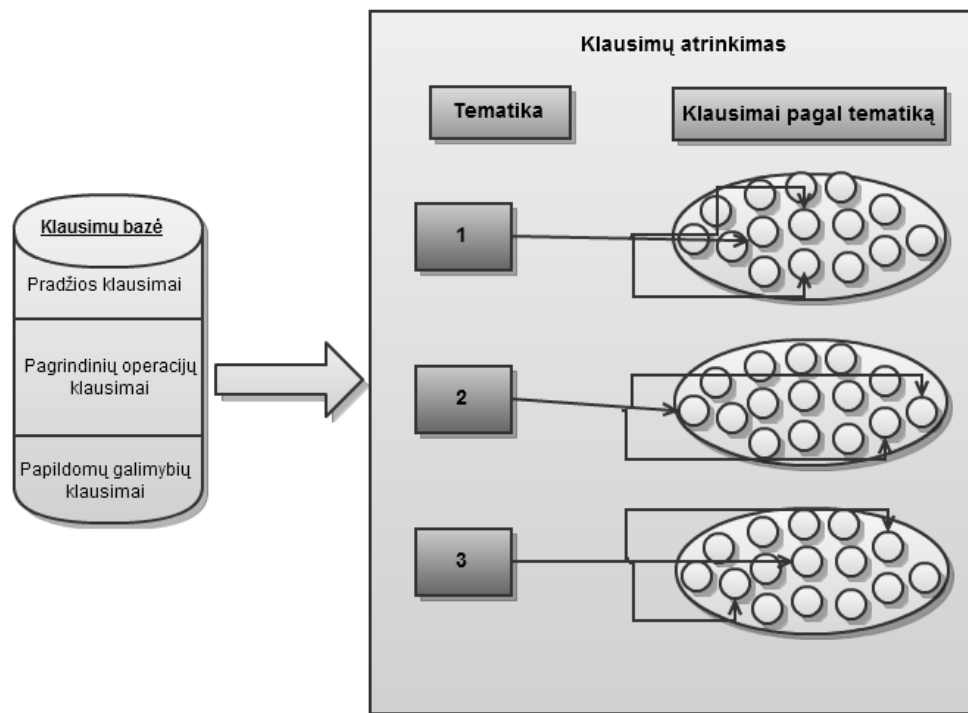 Klausimų bazė
Pradžios klausimai
Pagrindinių operacijų
klausimai
Papildomų galimybių
klausimai
Klausimų atrinkimas
Tematika
Klausimai pagal tematiką
1
2
3